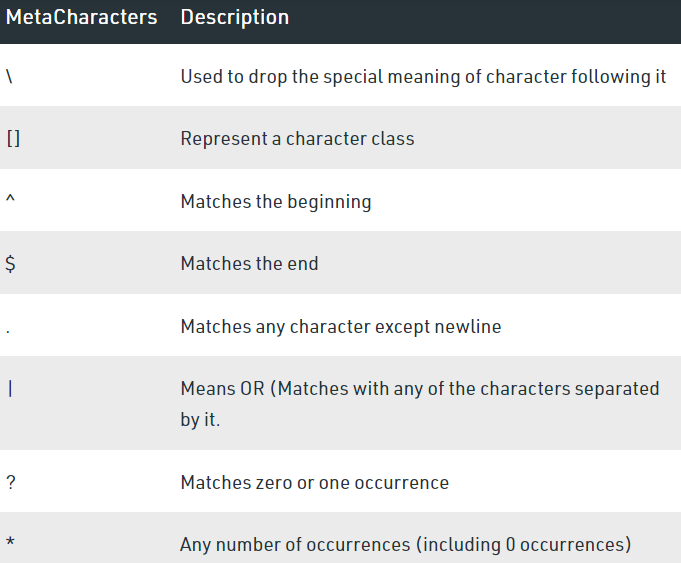 MetaCharacters Description
\ Used to drop the special meaning of character following it
[] Represent a character class
^ Matches the beginning
$ Matches the end
. Matches any character except newline
| Means OR (Matches with any of the characters separated
by it.
? Matches zero or one occurrence
* Any number of occurrences (including 0 occurrences)